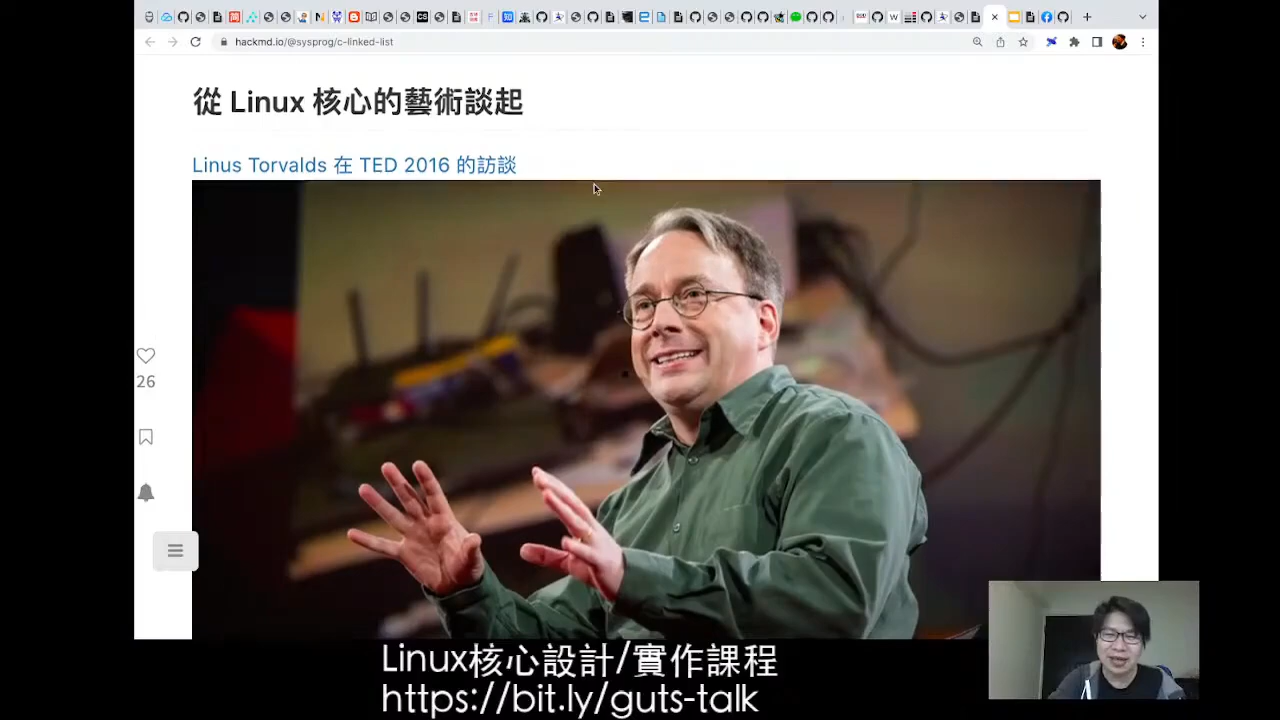 hackmd.io/@sysprog/c-linked-list
從 Linux 核心的藝術談起
Linus Torvalds 在 TED 2016 的訪談
26
Linux核心設計/實作課程
https://bit.ly/guts-talk